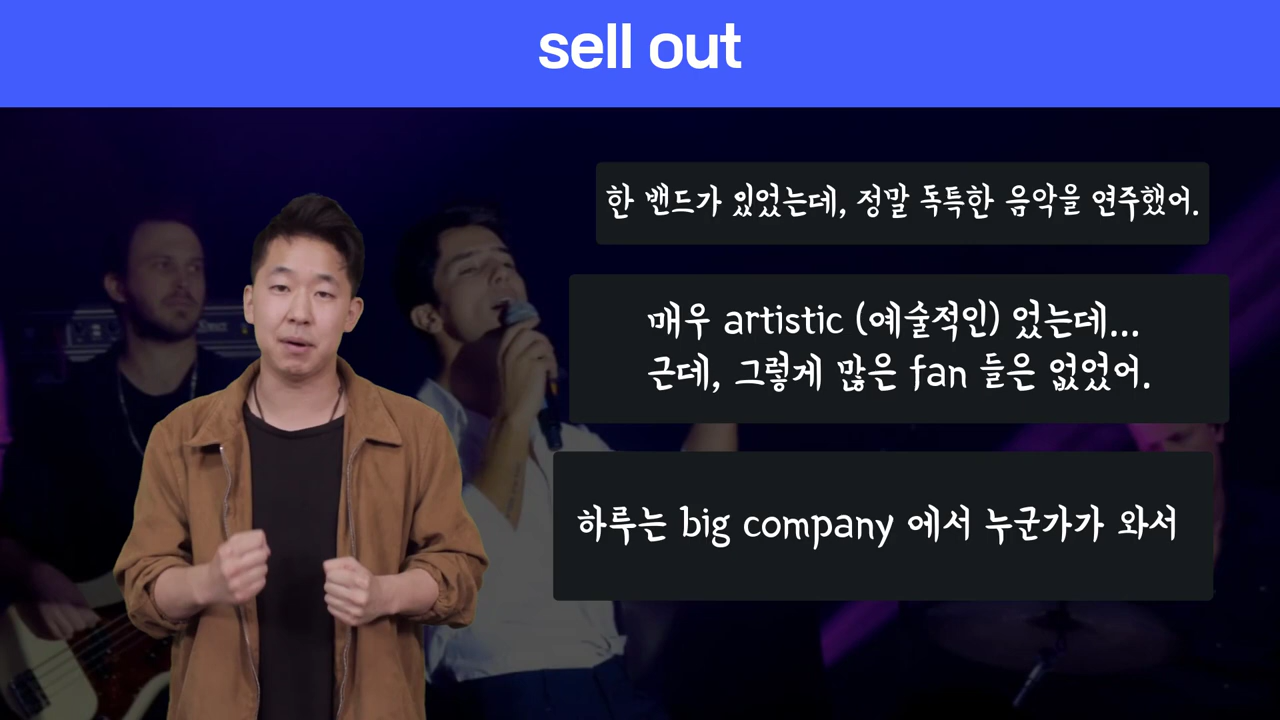 sell out
한 밴드가 있었는데, 정말 독특한 음악을 연주했어.
매우 artistic (예술적인) 었는데...
근데, 그렇게 많은 fan 들은 없었어.
하루는 big company 에서 누군가가 와서